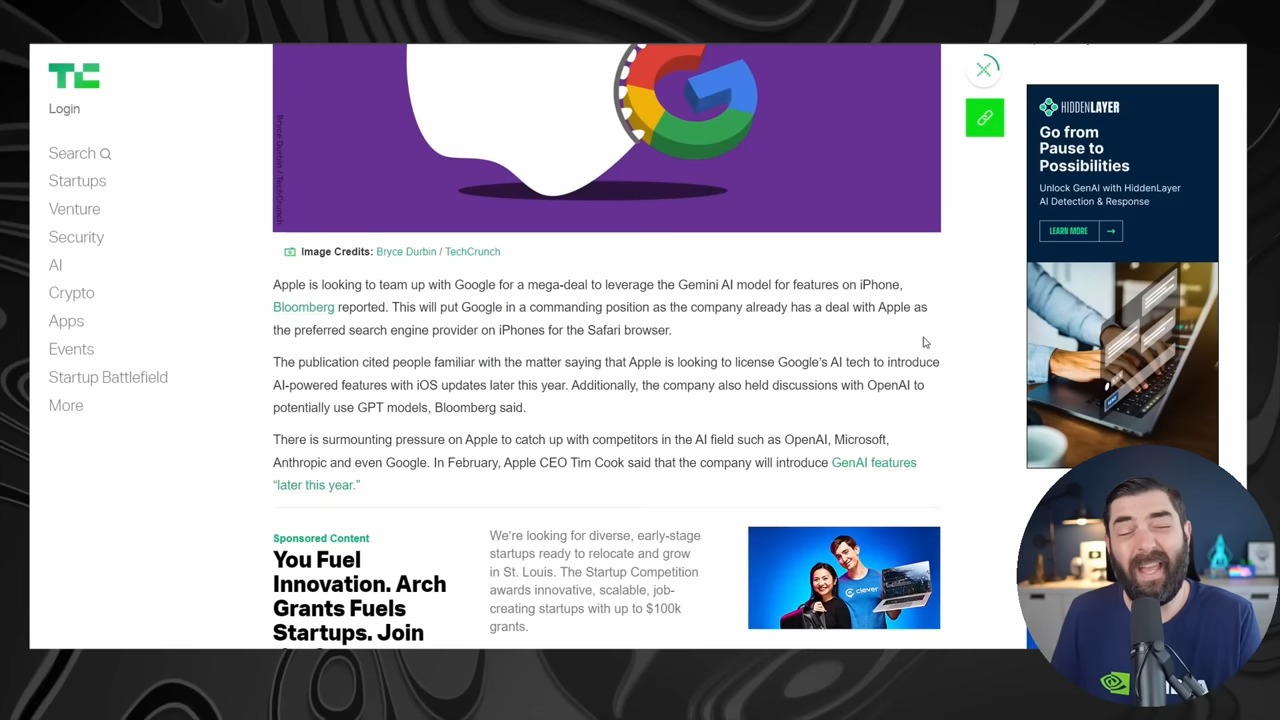 TC
Login
Search
Startups
Venture
Security
AI
Crypto
Apps
Events
Startup Battlefield
More
Bryce Durbin / TechCrunch
Image Credits: Bryce Durbin / TechCrunch
Apple is looking to team up with Google for a mega-deal to leverage the Gemini AI model for features on iPhone,
Bloomberg reported. This will put Google in a commanding position as the company already has a deal with Apple as
the preferred search engine provider on iPhones for the Safari browser.
The publication cited people familiar with the matter saying that Apple is looking to license Google's AI tech to introduce
AI-powered features with iOS updates later this year. Additionally, the company also held discussions with OpenAI to
potentially use GPT models, Bloomberg said.
There is surmounting pressure on Apple to catch up with competitors in the AI field such as OpenAI, Microsoft,
Anthropic and even Google. In February, Apple CEO Tim Cook said that the company will introduce GenAI features
“later this year.”
Sponsored Content
You Fuel
Innovation. Arch
Grants Fuels
Startups. Join
We're looking for diverse, early-stage
startups ready to relocate and grow
in St. Louis. The Startup Competition
awards innovative, scalable, job-
creating startups with up to $100k
grants.
clever
HIDDENLAYER
Go from
Pause to
Possibilities
Unlock GenAI with HiddenLayer
AI Detection & Response
LEARN MORE